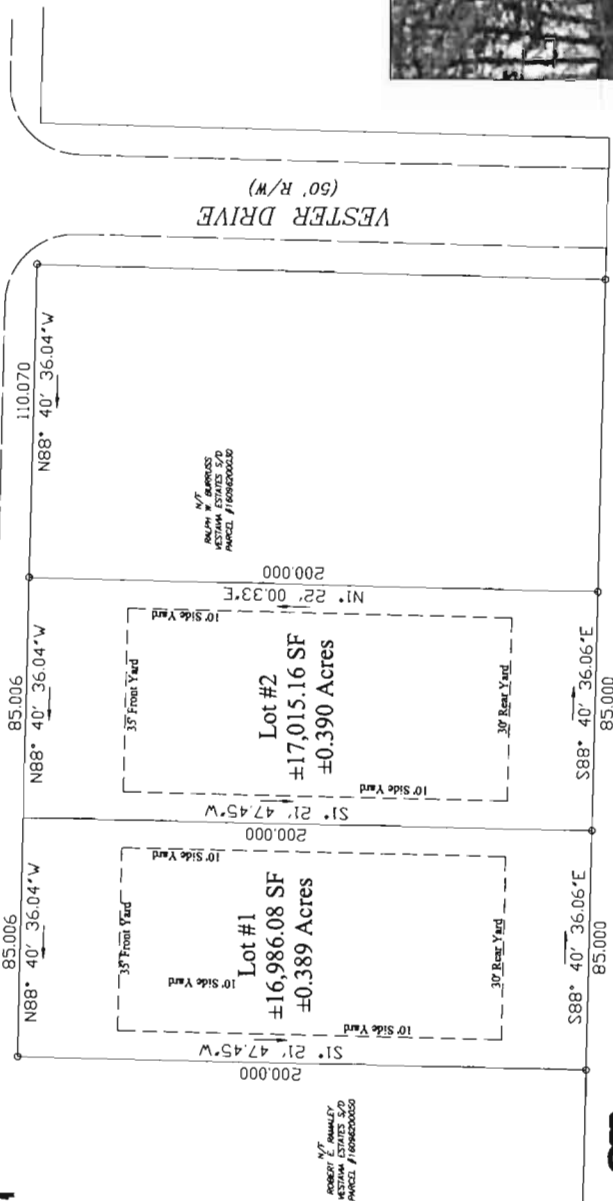 VESTER DRIVE
(50' R/W)
110.070
N88° 40' 36.04"W
N/F
RALPH W. BURRUSS
VESTAVIA ESTATES S/D
PARCEL #16096200030
85.006
N88° 40' 36.04"W
N1° 22' 00.33"E
200.000
35' Front Yard
10' Side Yard
Lot #2
±17,015.16 SF
±0.390 Acres
10' Side Yard
30' Rear Yard
S88° 40' 36.06"E
85.000
S1° 21' 47.45"W
200.000
85.006
N88° 40' 36.04"W
35' Front Yard
10' Side Yard
10' Side Yard
Lot #1
±16,986.08 SF
±0.389 Acres
10' Side Yard
30' Rear Yard
S88° 40' 36.06"E
85.000
S1° 21' 47.45"W
200.000
N/F
ROBERT E. RAMALEY
VESTAVIA ESTATES S/D
PARCEL #16096200050